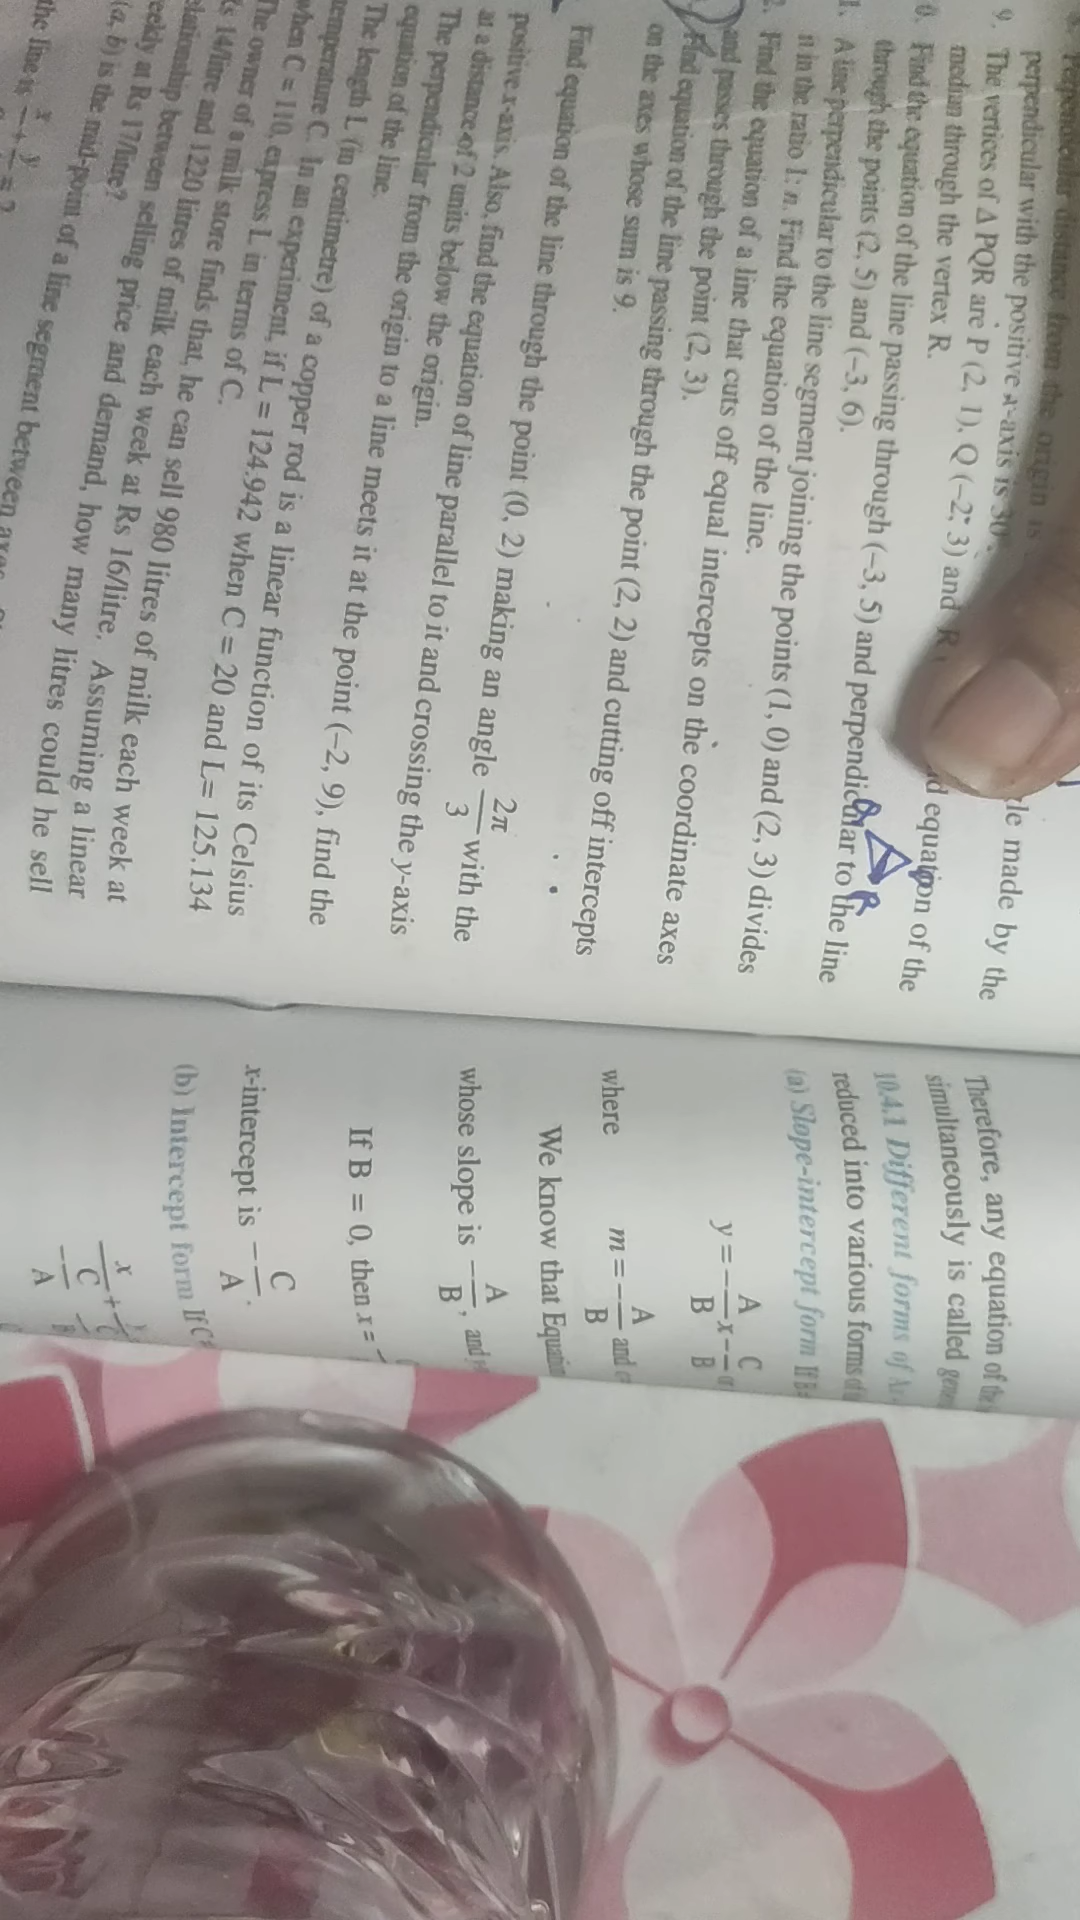 perpendicular with the positive x-axis is 30
9. The vertices of Δ PQR are P (2, 1), Q (–2, 3) and R equation of the
median through the vertex R.
Find the equation of the line passing through (–3, 5) and perpendicular to the line
through the points (2, 5) and (–3, 6).
A line perpendicular to the line segment joining the points (1, 0) and (2, 3) divides
it in the ratio 1: n. Find the equation of the line.
Find the equation of a line that cuts off equal intercepts on the coordinate axes
and passes through the point (2, 3).
Find equation of the line passing through the point (2, 2) and cutting off intercepts
on the axes whose sum is 9.
Find equation of the line through the point (0, 2) making an angle 2π/3 with the
positive x-axis. Also, find the equation of line parallel to it and crossing the y-axis
at a distance of 2 units below the origin.
The perpendicular from the origin to a line meets it at the point (–2, 9), find the
equation of the line.
The length L (in centimetre) of a copper rod is a linear function of its Celsius
temperature C. In an experiment, if L = 124.942 when C = 20 and L= 125.134
when C = 110, express L in terms of C.
The owner of a milk store finds that, he can sell 980 litres of milk each week at
14/litre and 1220 litres of milk each week at Rs 16/litre. Assuming a linear
relationship between selling price and demand, how many litres could he sell
weekly at Rs 17/litre?
(a, b) is the mid-point of a line segment between
the line is x + y = 2
made by the
Therefore, any equation of the
simultaneously is called
10.4.1 Different forms of
reduced into various forms
(a) Slope-intercept form If
y = –A/B x – C/B
where m = –A/B and
We know that Equation
whose slope is –A/B, and
If B = 0, then x =
x-intercept is –C/A.
(b) Intercept form If
x/(–C/A) +